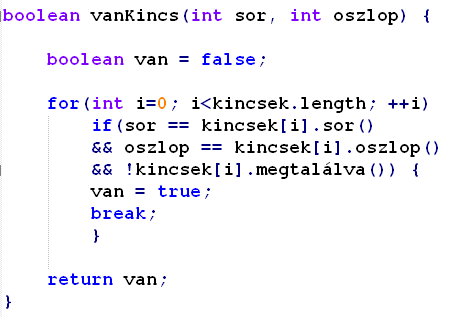 boolean vanKincs(int sor, int oszlop) {
boolean van = false;
for(int i=0; i<kincsek.length; ++i)
if(sor == kincsek[i].sor()
&& oszlop == kincsek[i].oszlop()
&& !kincsek[i].megtalálva()) {
van = true;
break;
}
return van;
}